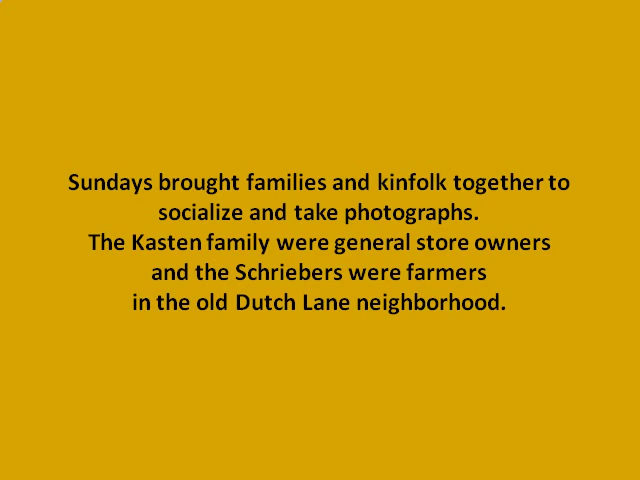 Sundays brought families and kinfolk together to
socialize and take photographs.
The Kasten family were general store owners
and the Schriebers were farmers
in the old Dutch Lane neighborhood.